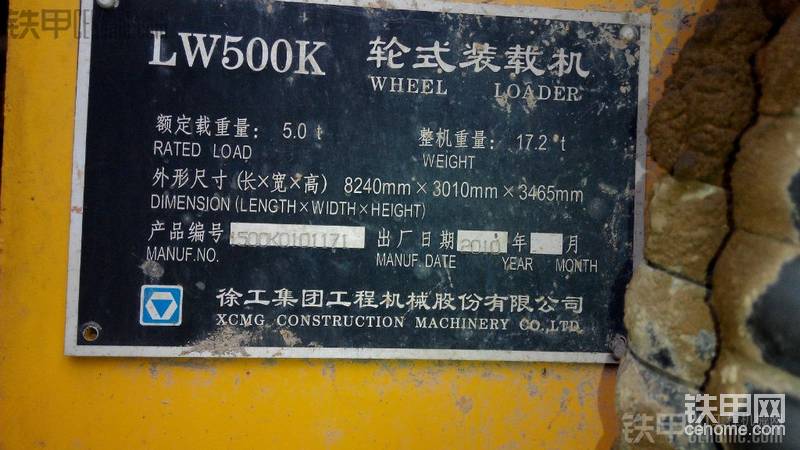 LW500K 轮式装载机
WHEEL LOADER
额定载重量: 5.0 t 整机重量: 17.2 t
RATED LOAD WEIGHT
外形尺寸(长×宽×高) 8240mm×3010mm×3465mm
DIMENSION (LENGTH×WIDTH×HEIGHT)
产品编号 1500K0101171 出厂日期 2010 年 月
MANUF.NO. MANUF. DATE YEAR MONTH
徐工集团工程机械股份有限公司
XCMG CONSTRUCTION MACHINERY CO.,LTD.
铁甲网
cehome.com